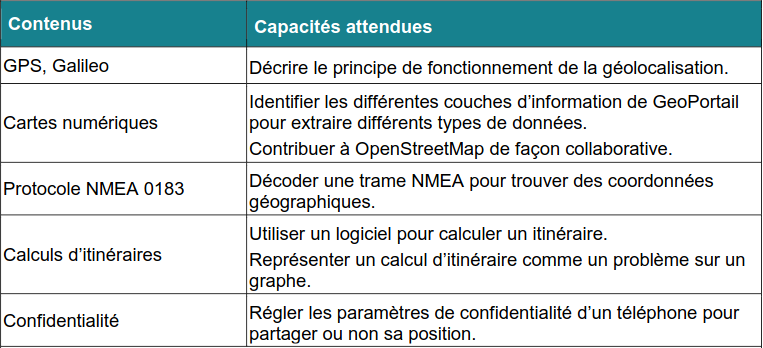 Contenus
Capacités attendues
GPS, Galileo
Décrire le principe de fonctionnement de la géolocalisation.
Cartes numériques
Identifier les différentes couches d’information de GeoPortail
pour extraire différents types de données.
Contribuer à OpenStreetMap de façon collaborative.
Protocole NMEA 0183
Décoder une trame NMEA pour trouver des coordonnées
géographiques.
Calculs d’itinéraires
Utiliser un logiciel pour calculer un itinéraire.
Représenter un calcul d’itinéraire comme un problème sur un
graphe.
Confidentialité
Régler les paramètres de confidentialité d’un téléphone pour
partager ou non sa position.